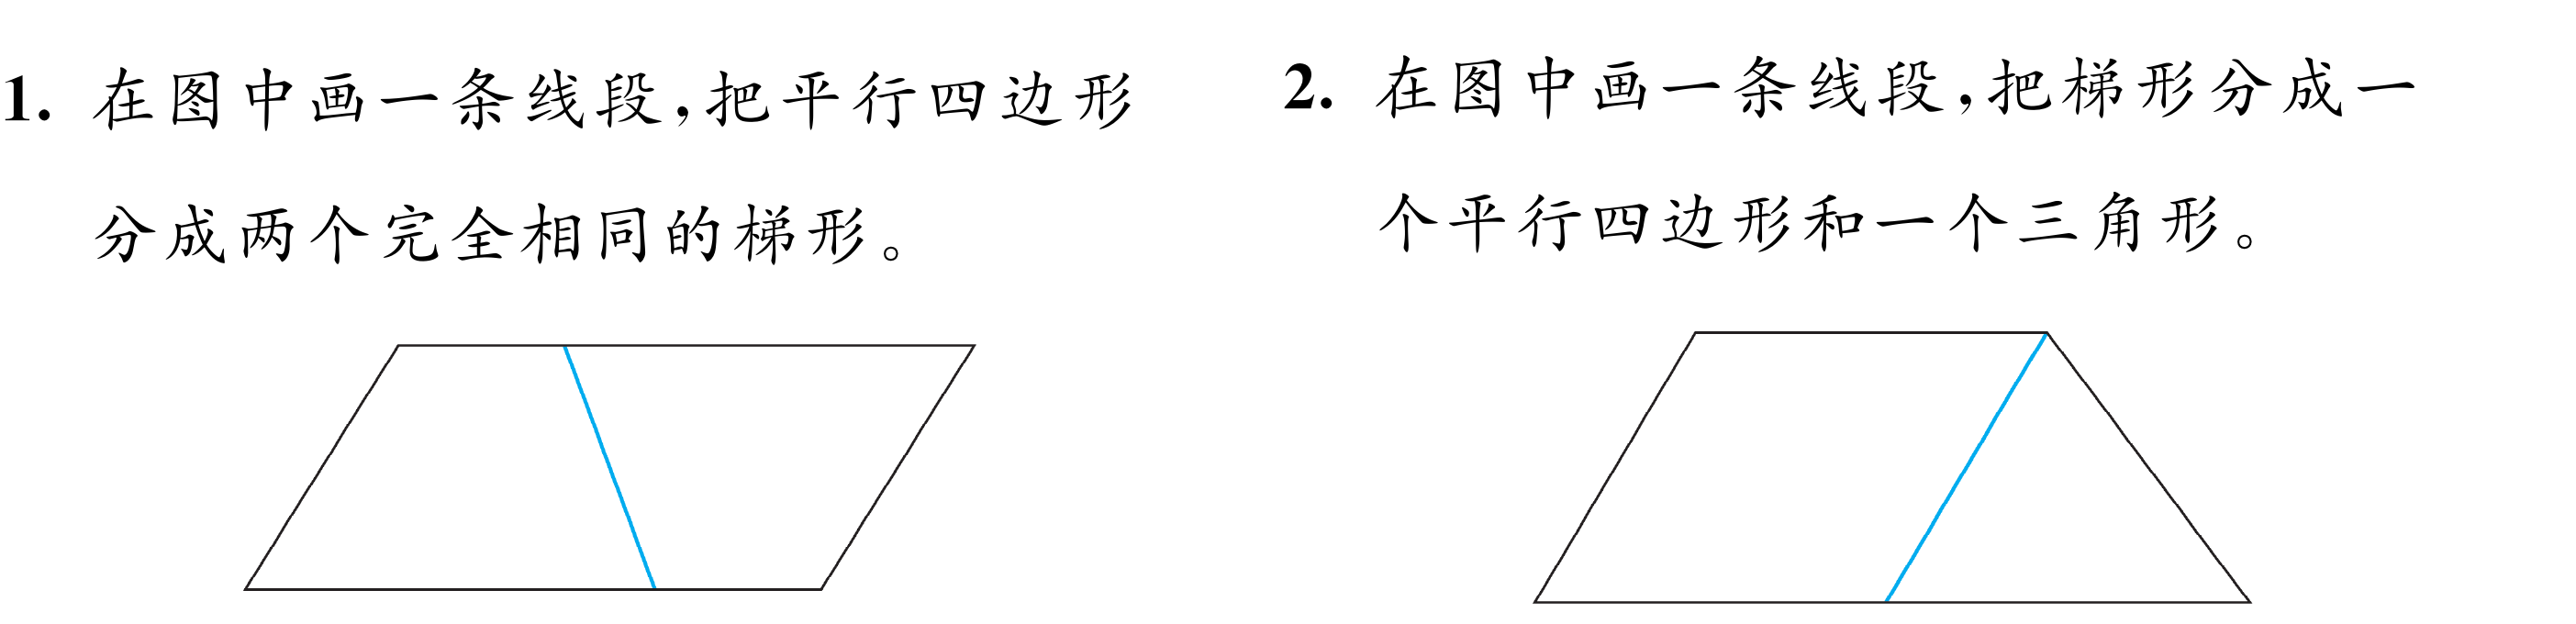 1. 在图中画一条线段,把平行四边形
分成两个完全相同的梯形。
2. 在图中画一条线段,把梯形分成一
个平行四边形和一个三角形。